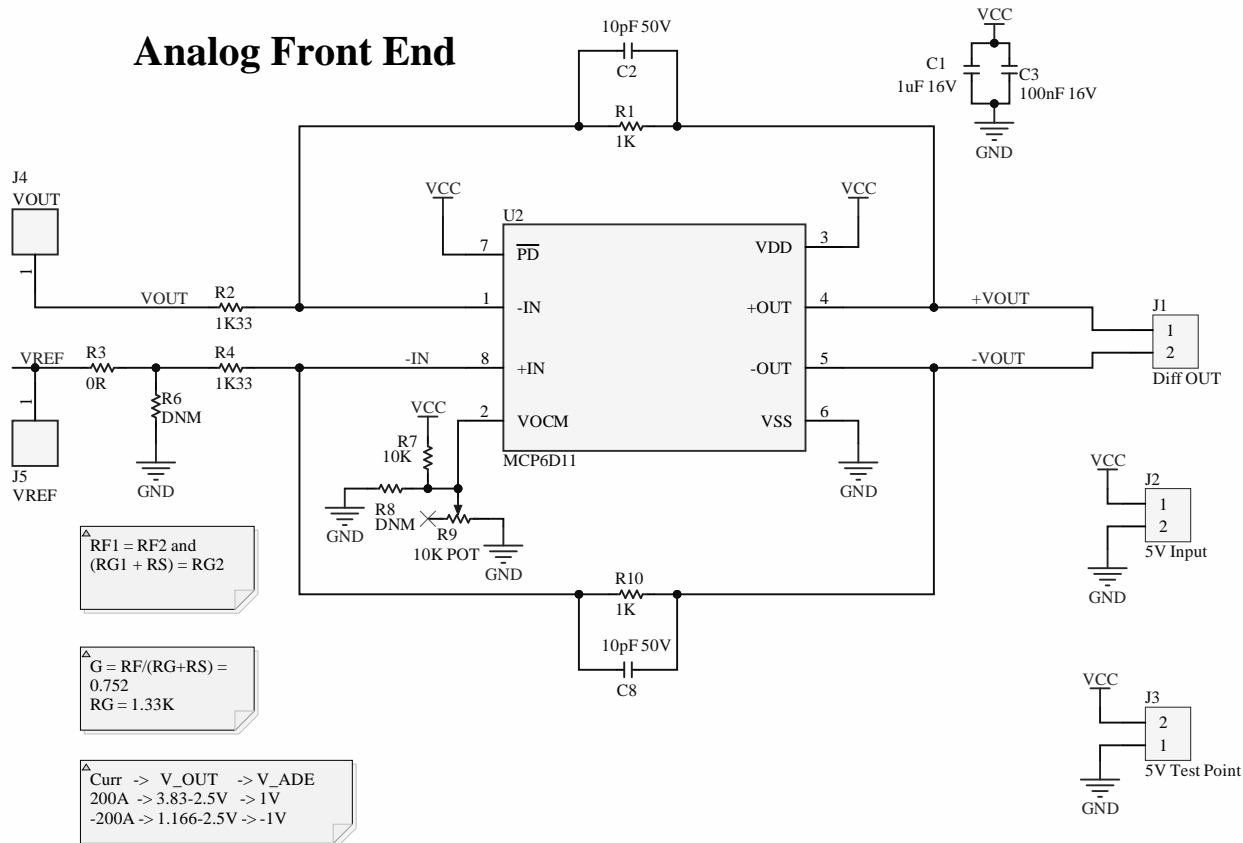 Analog Front End
10pF 50V
C2
R1
1K
VCC
C1
1uF 16V
C3
100nF 16V
GND
J4
VOUT
1
VCC
VCC
U2
7
PD
VDD
3
VOUT
R2
1K33
1
-IN
+OUT
4
+VOUT
J1
1
2
Diff OUT
VREF
R3
0R
R4
1K33
-IN
8
+IN
-OUT
5
-VOUT
1
R6
DNM
GND
J5
VREF
VCC
2
VOCM
VSS
6
GND
MCP6D11
R7
10K
R8
DNM
GND
R9
10K POT
GND
VCC
J2
1
2
5V Input
GND
RF1 = RF2 and
(RG1 + RS) = RG2
R10
1K
10pF 50V
C8
G = RF/(RG+RS) =
0.752
RG = 1.33K
VCC
J3
2
1
5V Test Point
GND
Curr -> V_OUT -> V_ADE
200A -> 3.83-2.5V -> 1V
-200A -> 1.166-2.5V -> -1V